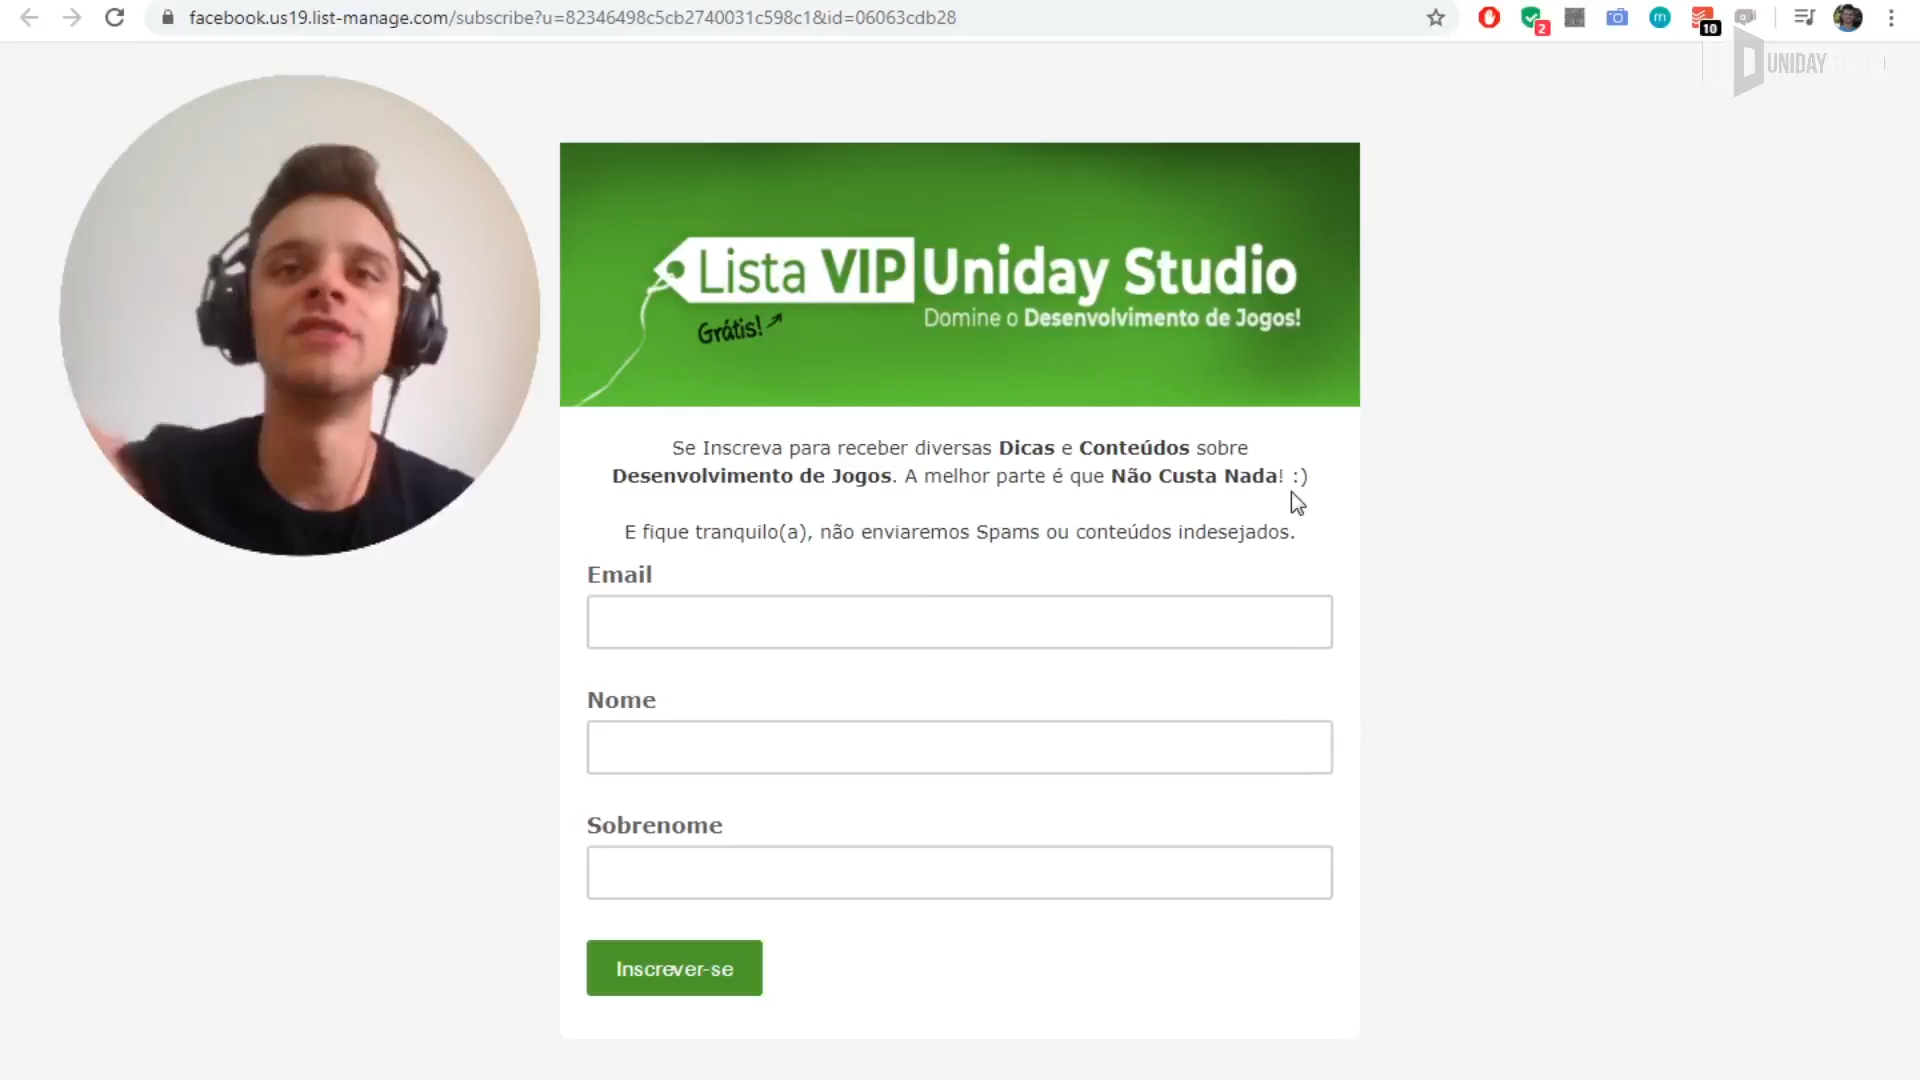 facebook.us19.list-manage.com/subscribe?u=82346498c5cb2740031c598c1&id=06063cdb28
2
m
10
UNIDAY
Lista VIP Uniday Studio
Grátis!
Domine o Desenvolvimento de Jogos!
Se Inscreva para receber diversas Dicas e Conteúdos sobre
Desenvolvimento de Jogos. A melhor parte é que Não Custa Nada! :)
E fique tranquilo(a), não enviaremos Spams ou conteúdos indesejados.
Email
Nome
Sobrenome
Inscrever-se